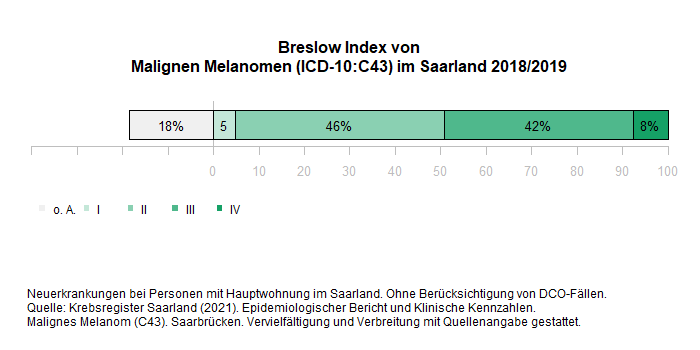 Breslow Index von
Malignen Melanomen (ICD-10:C43) im Saarland 2018/2019
18% 5 46% 42% 8%
0 10 20 30 40 50 60 70 80 90 100
o. A. I II III IV
Neuerkrankungen bei Personen mit Hauptwohnung im Saarland. Ohne Berücksichtigung von DCO-Fällen.
Quelle: Krebsregister Saarland (2021). Epidemiologischer Bericht und Klinische Kennzahlen.
Malignes Melanom (C43). Saarbrücken. Vervielfältigung und Verbreitung mit Quellenangabe gestattet.